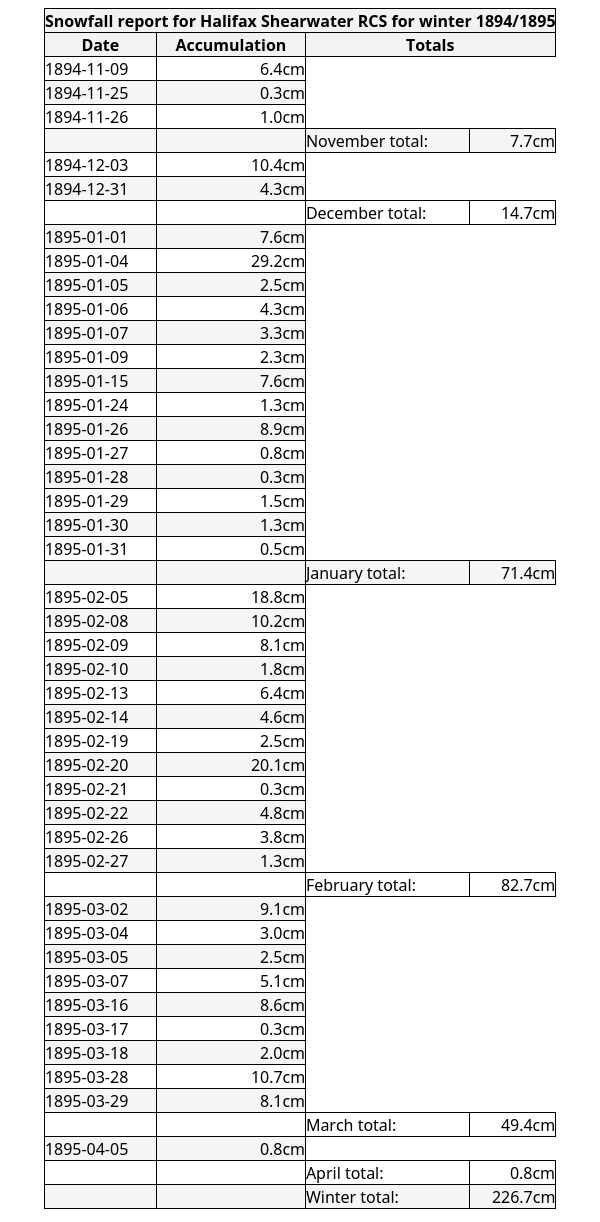 Snowfall report for Halifax Shearwater RCS for winter 1894/1895
Date Accumulation Totals
1894-11-09 6.4cm
1894-11-25 0.3cm
1894-11-26 1.0cm
November total: 7.7cm
1894-12-03 10.4cm
1894-12-31 4.3cm
December total: 14.7cm
1895-01-01 7.6cm
1895-01-04 29.2cm
1895-01-05 2.5cm
1895-01-06 4.3cm
1895-01-07 3.3cm
1895-01-09 2.3cm
1895-01-15 7.6cm
1895-01-24 1.3cm
1895-01-26 8.9cm
1895-01-27 0.8cm
1895-01-28 0.3cm
1895-01-29 1.5cm
1895-01-30 1.3cm
1895-01-31 0.5cm
January total: 71.4cm
1895-02-05 18.8cm
1895-02-08 10.2cm
1895-02-09 8.1cm
1895-02-10 1.8cm
1895-02-13 6.4cm
1895-02-14 4.6cm
1895-02-19 2.5cm
1895-02-20 20.1cm
1895-02-21 0.3cm
1895-02-22 4.8cm
1895-02-26 3.8cm
1895-02-27 1.3cm
February total: 82.7cm
1895-03-02 9.1cm
1895-03-04 3.0cm
1895-03-05 2.5cm
1895-03-07 5.1cm
1895-03-16 8.6cm
1895-03-17 0.3cm
1895-03-18 2.0cm
1895-03-28 10.7cm
1895-03-29 8.1cm
March total: 49.4cm
1895-04-05 0.8cm
April total: 0.8cm
Winter total: 226.7cm